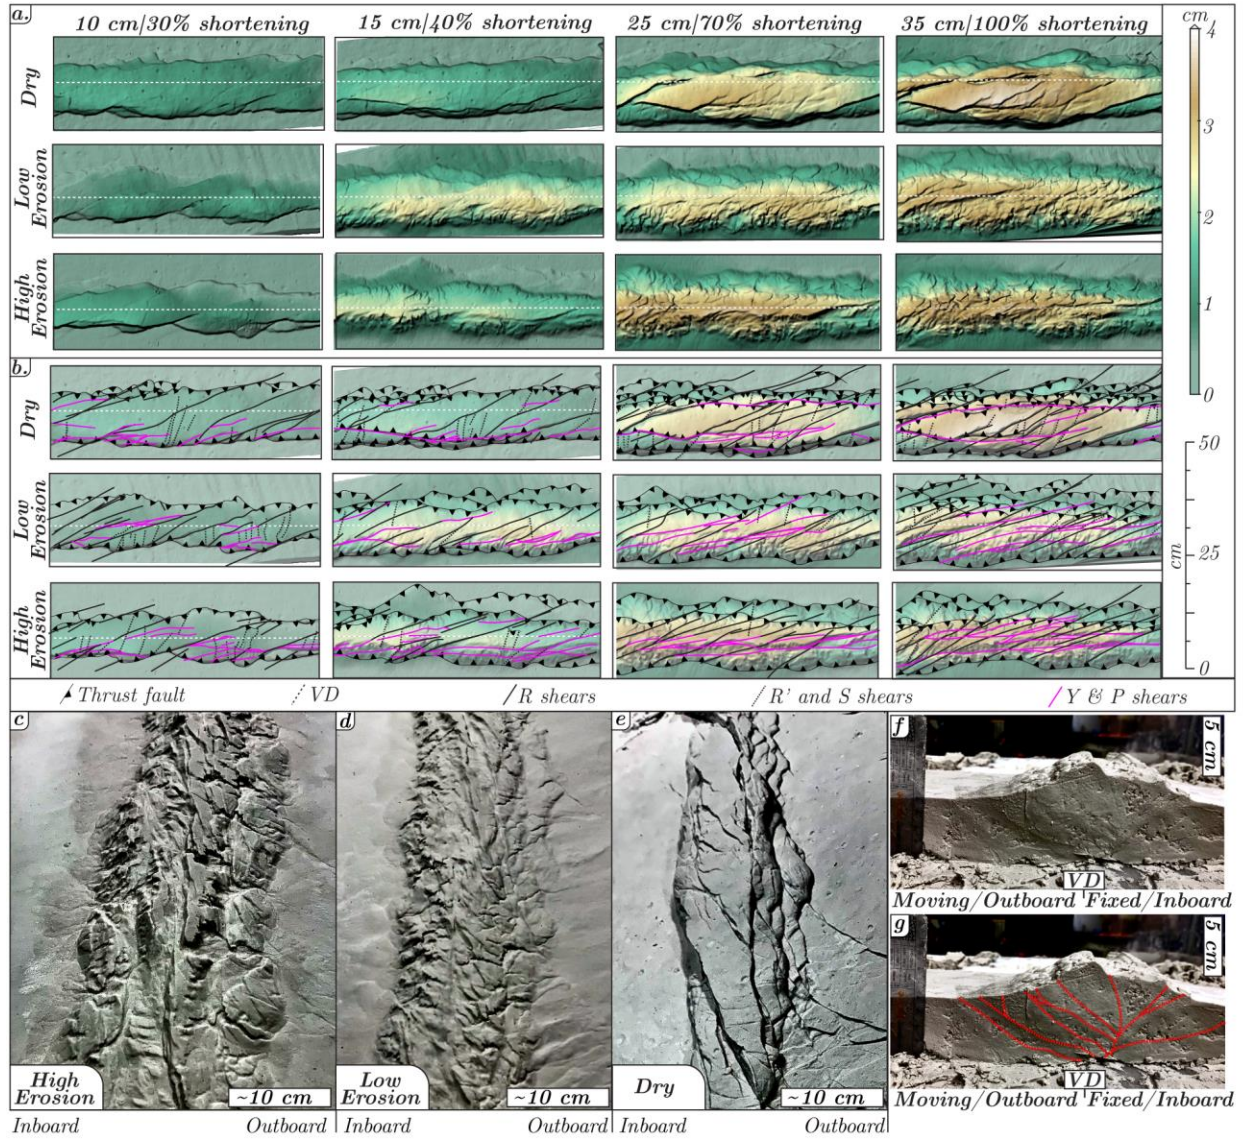 a.
10 cm|30% shortening
15 cm|40% shortening
25 cm|70% shortening
35 cm|100% shortening
cm
4
3
2
1
0
Dry
Low
Erosion
High
Erosion
b.
Dry
Low
Erosion
High
Erosion
50
25
cm
0
Thrust fault
VD
R shears
R' and S shears
Y & P shears
c
High
Erosion
~10 cm
Inboard
Outboard
d
Low
Erosion
~10 cm
Inboard
Outboard
e
Dry
~10 cm
Inboard
Outboard
f
5 cm
VD
Moving/Outboard Fixed/Inboard
g
5 cm
VD
Moving/Outboard Fixed/Inboard